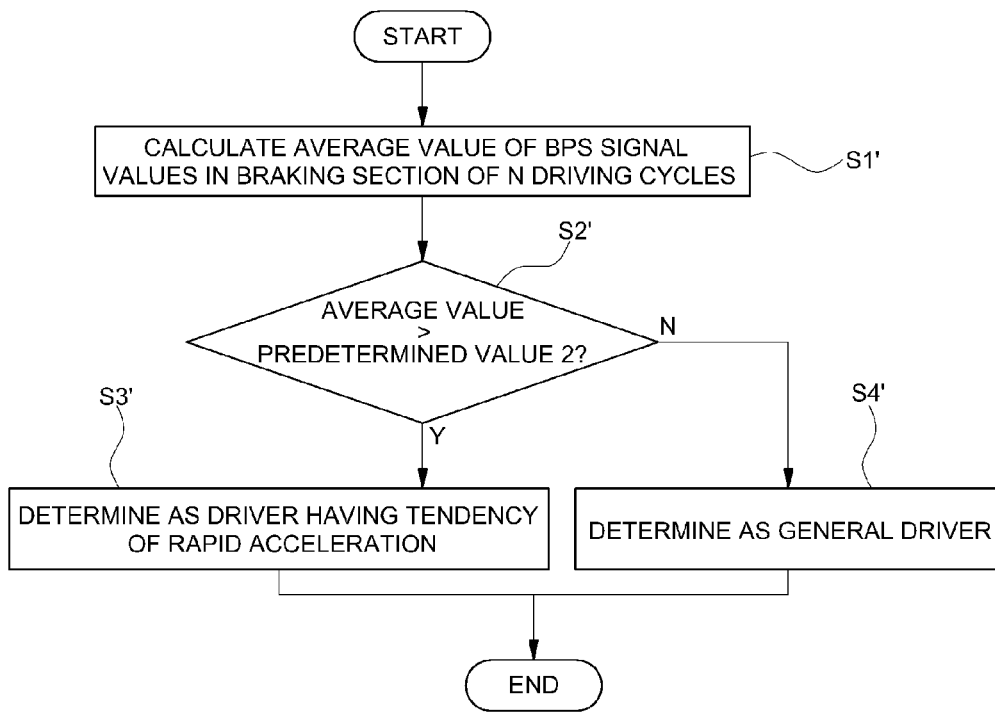 START
CALCULATE AVERAGE VALUE OF BPS SIGNAL
VALUES IN BRAKING SECTION OF N DRIVING CYCLES
S1'
S2'
AVERAGE VALUE
>
PREDETERMINED VALUE 2?
N
S3'
S4'
Y
DETERMINE AS DRIVER HAVING TENDENCY
OF RAPID ACCELERATION
DETERMINE AS GENERAL DRIVER
END